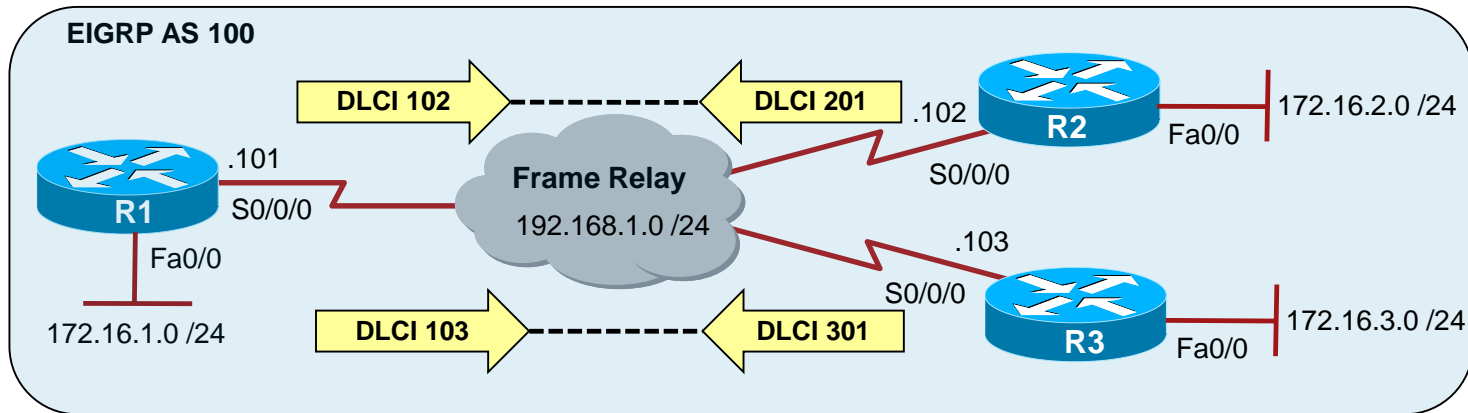 EIGRP AS 100
DLCI 102
DLCI 201
.102
R2
172.16.2.0 /24
Fa0/0
S0/0/0
.101
R1
S0/0/0
Fa0/0
172.16.1.0 /24
Frame Relay
192.168.1.0 /24
.103
S0/0/0
R3
172.16.3.0 /24
Fa0/0
DLCI 103
DLCI 301